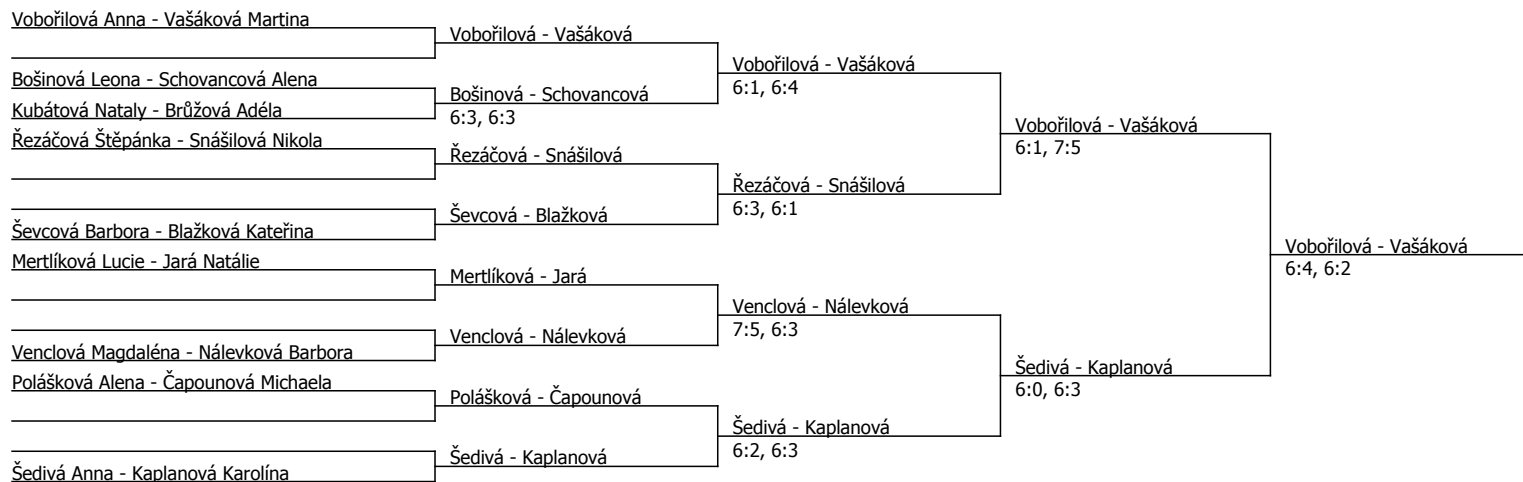 Vobořilová Anna - Vašáková Martina
Bošinová Leona - Schovancová Alena
Kubátová Nataly - Brůžová Adéla
Řezáčová Štěpánka - Snášilová Nikola
Ševcová Barbora - Blažková Kateřina
Mertlíková Lucie - Jará Natálie
Venclová Magdaléna - Nálevková Barbora
Polášková Alena - Čapounová Michaela
Šedivá Anna - Kaplanová Karolína
Vobořilová - Vašáková
Bošinová - Schovancová
6:3, 6:3
Řezáčová - Snášilová
Ševcová - Blažková
Mertlíková - Jará
Venclová - Nálevková
Polášková - Čapounová
Šedivá - Kaplanová
Vobořilová - Vašáková
6:1, 6:4
Řezáčová - Snášilová
6:3, 6:1
Venclová - Nálevková
7:5, 6:3
Šedivá - Kaplanová
6:2, 6:3
Vobořilová - Vašáková
6:1, 7:5
Šedivá - Kaplanová
6:0, 6:3
Vobořilová - Vašáková
6:4, 6:2